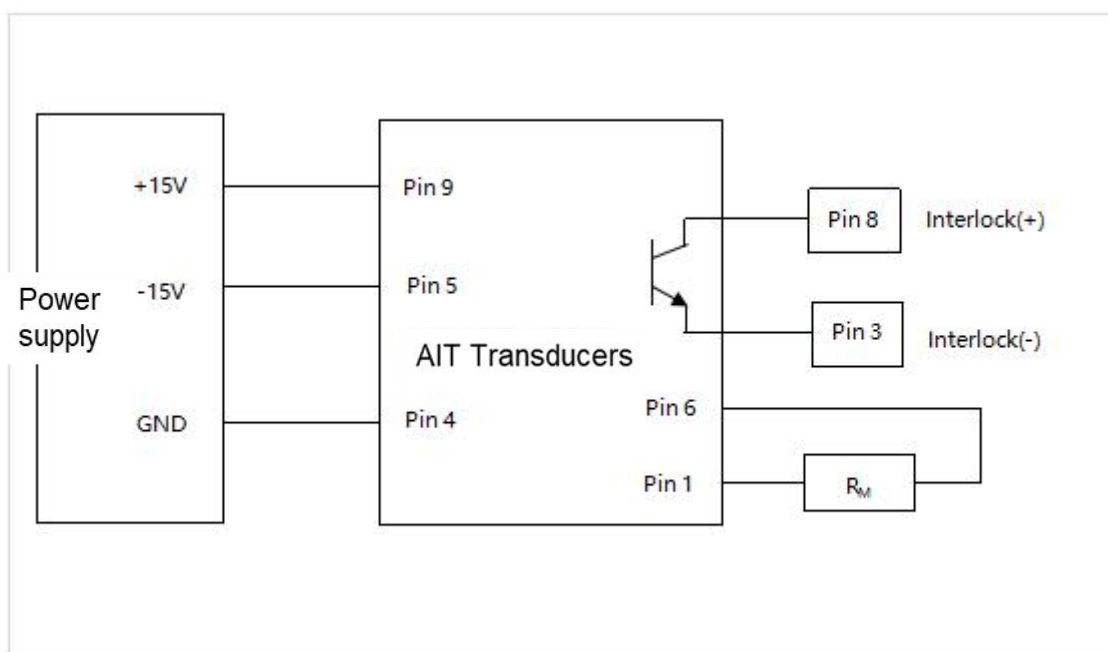 +15V
Pin 9
Pin 8
Interlock(+)
-15V
Pin 5
Power
supply
Pin 3
Interlock(-)
AIT Transducers
GND
Pin 4
Pin 6
Pin 1
RM